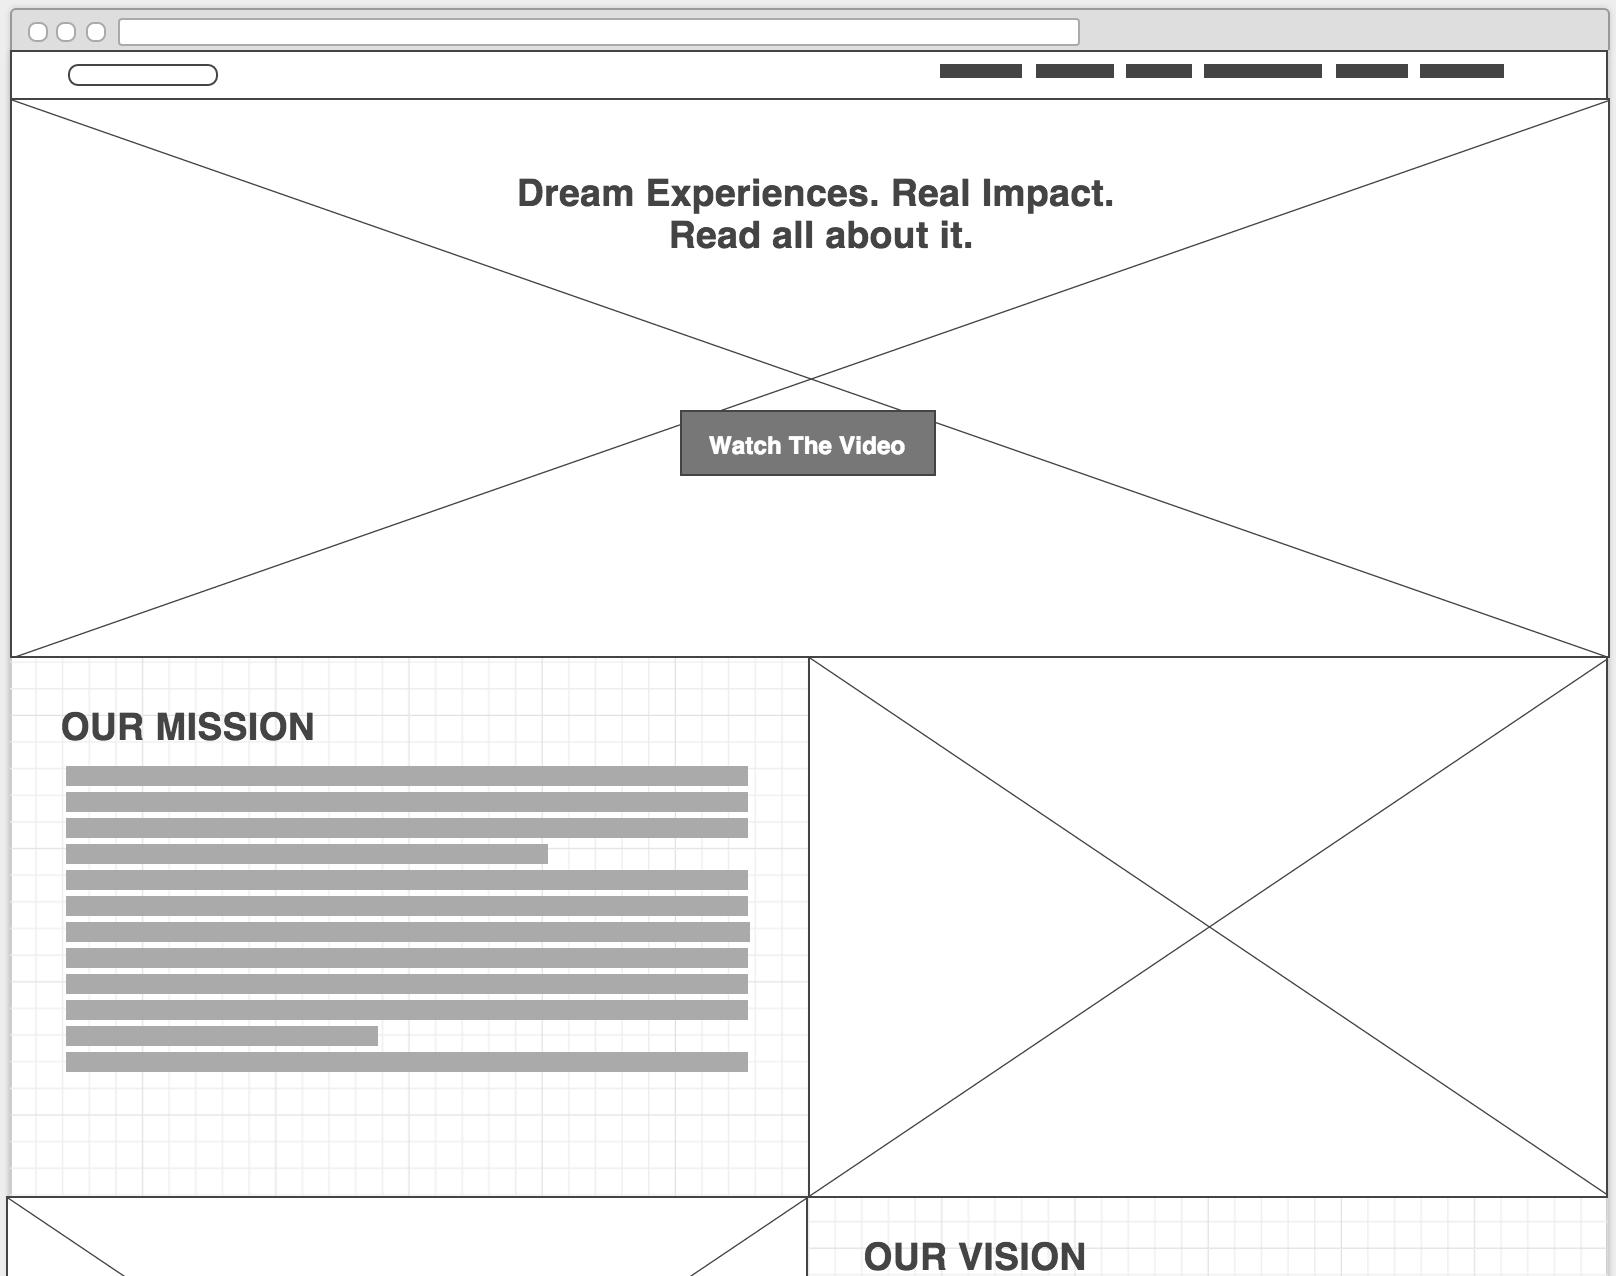 Dream Experiences. Real Impact.
Read all about it.
Watch The Video
OUR MISSION
OUR VISION